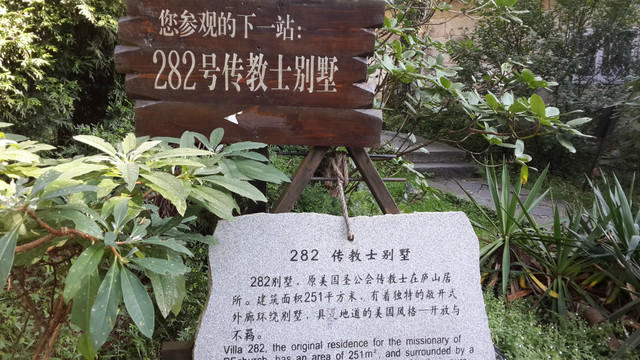 您参观的下一站:
282号传教士别墅
282 传教士别墅
282别墅，原美国圣公会传教士在庐山居
所。建筑面积251平方米，有着独特的敞开式
环绕别墅，具地道的美国风格—开放与
不羁。
Villa 282, the original residence for the missionary of
has an area of 251m², and surrounded by a